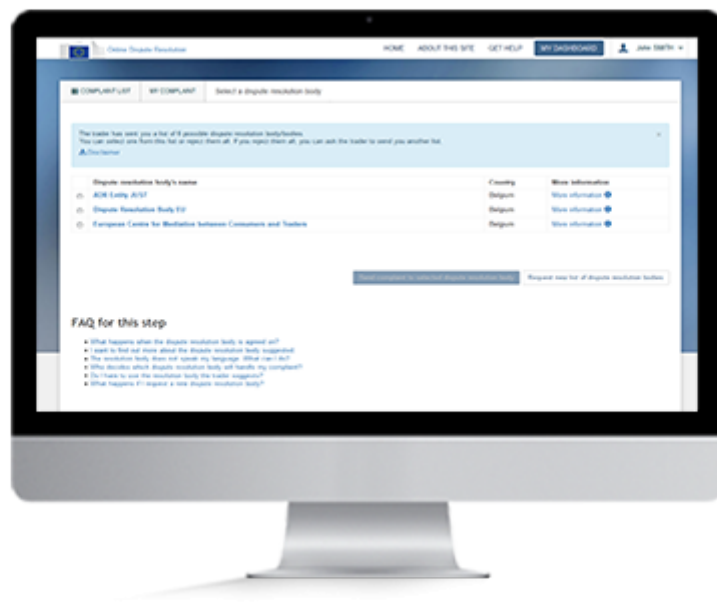 Online Dispute Resolution
HOME ABOUT THIS SITE GET HELP MY DASHBOARD John SMITH
COMPLAINT LIST MY COMPLAINT Select a dispute resolution body
The trader has sent you a list of 8 possible dispute resolution body/bodies.
You can select one from this list or reject them all. If you reject them all, you can ask the trader to send you another list.
Disclaimer
Dispute resolution body's name Country More information
ADR Entity JUST Belgium More information
Dispute Resolution Body EU Belgium More information
European Centre for Mediation between Consumers and Traders Belgium More information
Send complaint to selected dispute resolution body Request new list of dispute resolution bodies
FAQ for this step
What happens when the dispute resolution body is agreed on?
I want to find out more about the dispute resolution body suggested
The resolution body does not speak my language. What can I do?
Who decides which dispute resolution body will handle my complaint?
Do I have to use the resolution body the trader suggests?
What happens if I request a new dispute resolution body?